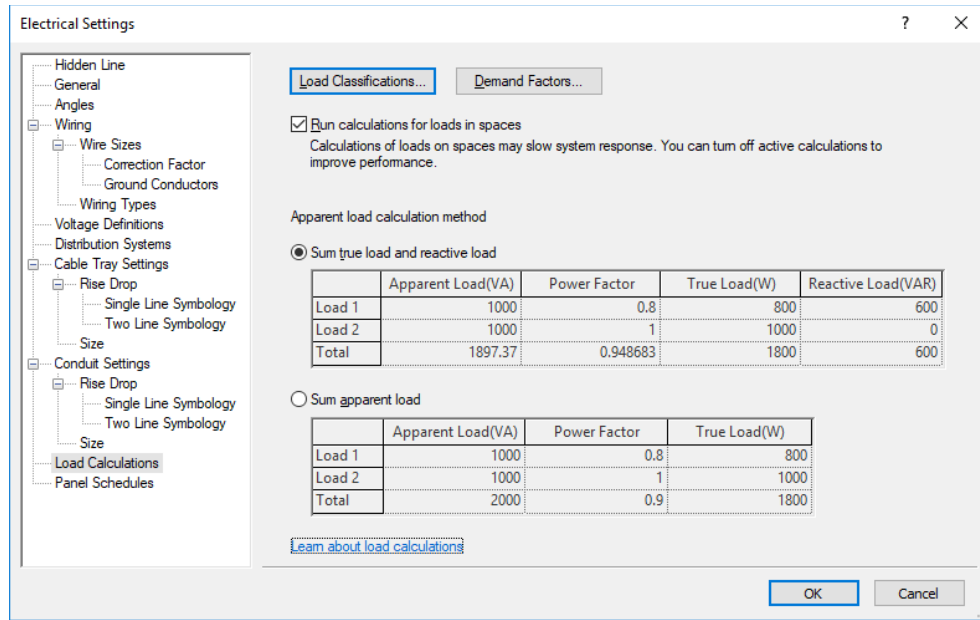 Electrical Settings
?
Hidden Line
General
Angles
Wiring
Wire Sizes
Correction Factor
Ground Conductors
Wiring Types
Voltage Definitions
Distribution Systems
Cable Tray Settings
Rise Drop
Single Line Symbology
Two Line Symbology
Size
Conduit Settings
Rise Drop
Single Line Symbology
Two Line Symbology
Size
Load Calculations
Panel Schedules
Load Classifications... Demand Factors...
Run calculations for loads in spaces
Calculations of loads on spaces may slow system response. You can turn off active calculations to
improve performance.
Apparent load calculation method
Sum true load and reactive load
Apparent Load(VA) Power Factor True Load(W) Reactive Load(VAR)
Load 1 1000 0.8 800 600
Load 2 1000 1 1000 0
Total 1897.37 0.948683 1800 600
Sum apparent load
Apparent Load(VA) Power Factor True Load(W)
Load 1 1000 0.8 800
Load 2 1000 1 1000
Total 2000 0.9 1800
Learn about load calculations
OK Cancel